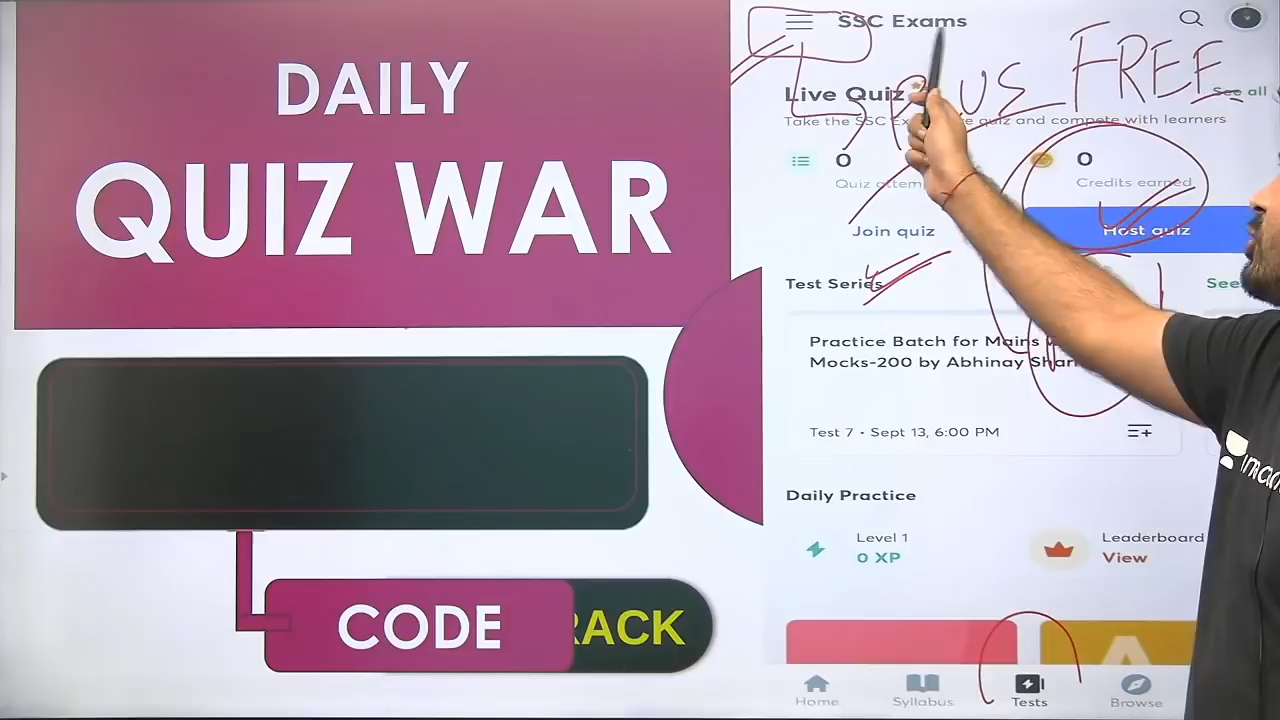 DAILY
QUIZ WAR
CODE
RACK
SSC Exams
PLUS FREE
Live Quiz
See all
Take the SSC quiz and compete with learners
0
Quiz
0
Credits earned
Join quiz
Host quiz
Test Series
See
Practice Batch for Mains
Mocks-200 by Abhinay
Test 7 • Sept 13, 6:00 PM
Daily Practice
Level 1
0 XP
Leaderboard
View
Home
Syllabus
Tests
Browse